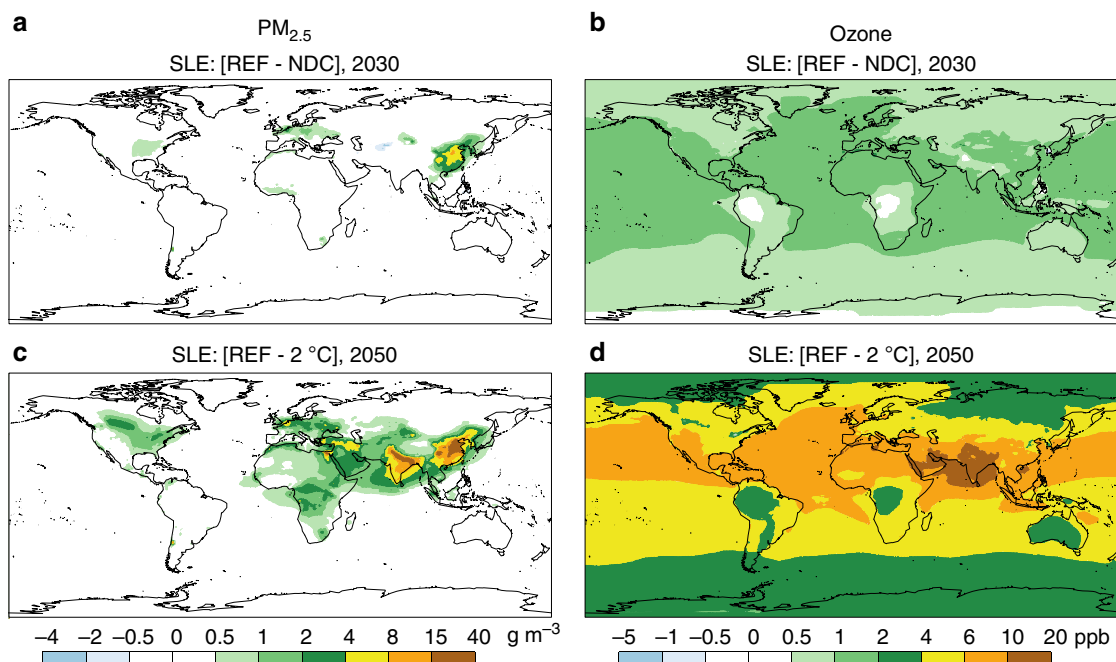 a PM2.5
SLE: [REF - NDC], 2030
b Ozone
SLE: [REF - NDC], 2030
c SLE: [REF - 2 °C], 2050
d SLE: [REF - 2 °C], 2050
−4 −2 −0.5 0 0.5 1 2 4 8 15 40 g m−3
−5 −1 −0.5 0 0.5 1 2 4 6 10 20 ppb